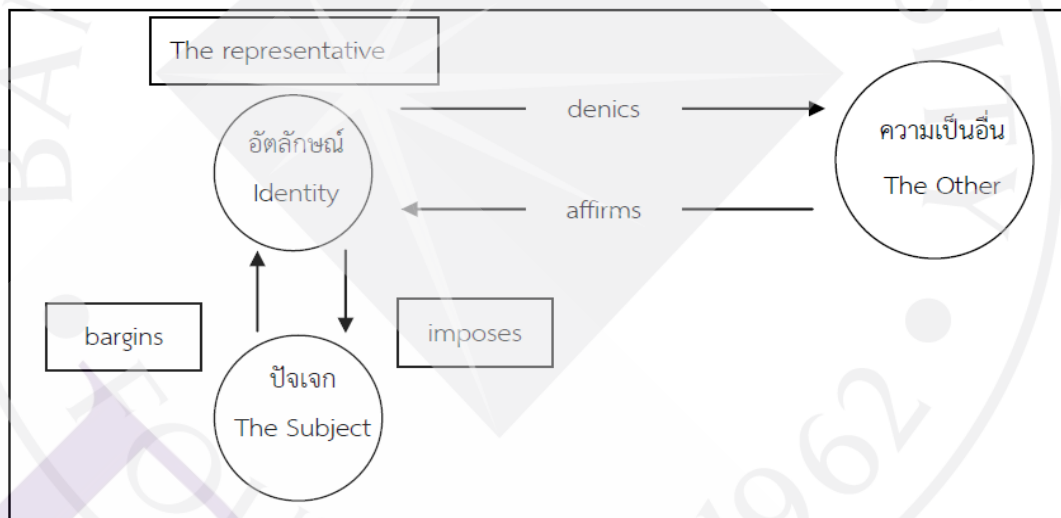 The representative
อัตลักษณ์
Identity
denics
affirms
ความเป็นอื่น
The Other
bargins
imposes
ปัจเจก
The Subject
1962